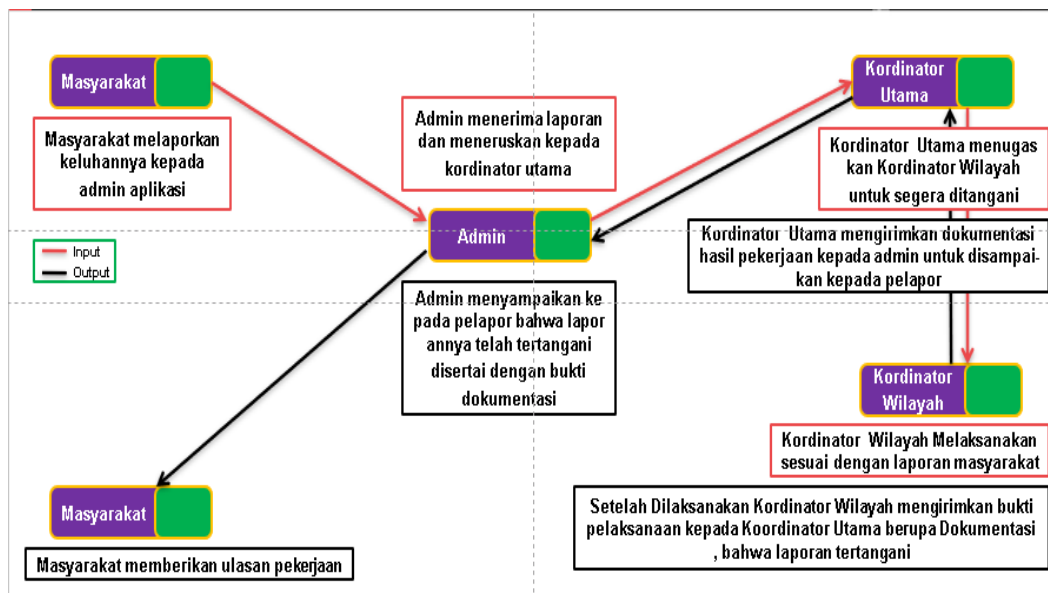 Masyarakat
Masyarakat melaporkan
keluhannya kepada
admin aplikasi
Admin menerima laporan
dan meneruskan kepada
kordinator utama
Kordinator
Utama
Kordinator Utama menugas
kan Kordinator Wilayah
untuk segera ditangani
Admin
Input
Output
Kordinator Utama mengirimkan dokumentasi
hasil pekerjaan kepada admin untuk disampai-
kan kepada pelapor
Admin menyampaikan ke
pada pelapor bahwa lapor
annya telah tertangani
disertai dengan bukti
dokumentasi
Kordinator
Wilayah
Kordinator Wilayah Melaksanakan
sesuai dengan laporan masyarakat
Setelah Dilaksanakan Kordinator Wilayah mengirimkan bukti
pelaksanaan kepada Koordinator Utama berupa Dokumentasi
, bahwa laporan tertangani
Masyarakat
Masyarakat memberikan ulasan pekerjaan